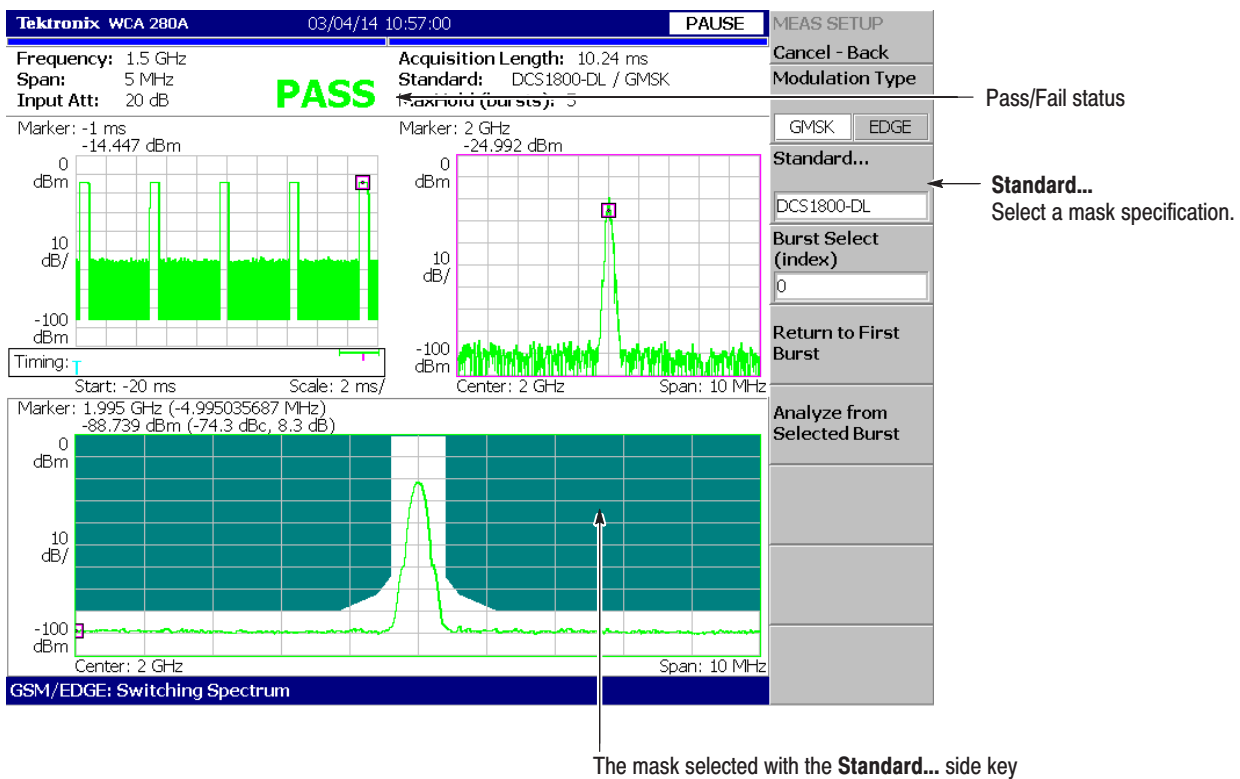 Tektronix WCA 280A 03/04/14 10:57:00 PAUSE
Frequency: 1.5 GHz
Span: 5 MHz
Input Att: 20 dB
PASS
Acquisition Length: 10.24 ms
Standard: DCS1800-DL / GMSK
MaxHold (bursts): 5
Marker: -1 ms
-14.447 dBm
0
dBm
10
dB/
-100
dBm
Timing:
T
Start: -20 ms Scale: 2 ms/
Marker: 2 GHz
-24.992 dBm
0
dBm
10
dB/
-100
dBm
Center: 2 GHz Span: 10 MHz
Marker: 1.995 GHz (-4.995035687 MHz)
-88.739 dBm (-74.3 dBc, 8.3 dB)
0
dBm
10
dB/
-100
dBm
Center: 2 GHz Span: 10 MHz
GSM/EDGE: Switching Spectrum
MEAS SETUP
Cancel - Back
Modulation Type
GMSK EDGE
Standard...
DCS1800-DL
Burst Select
(index)
0
Return to First
Burst
Analyze from
Selected Burst
Pass/Fail status
Standard...
Select a mask specification.
The mask selected with the Standard... side key